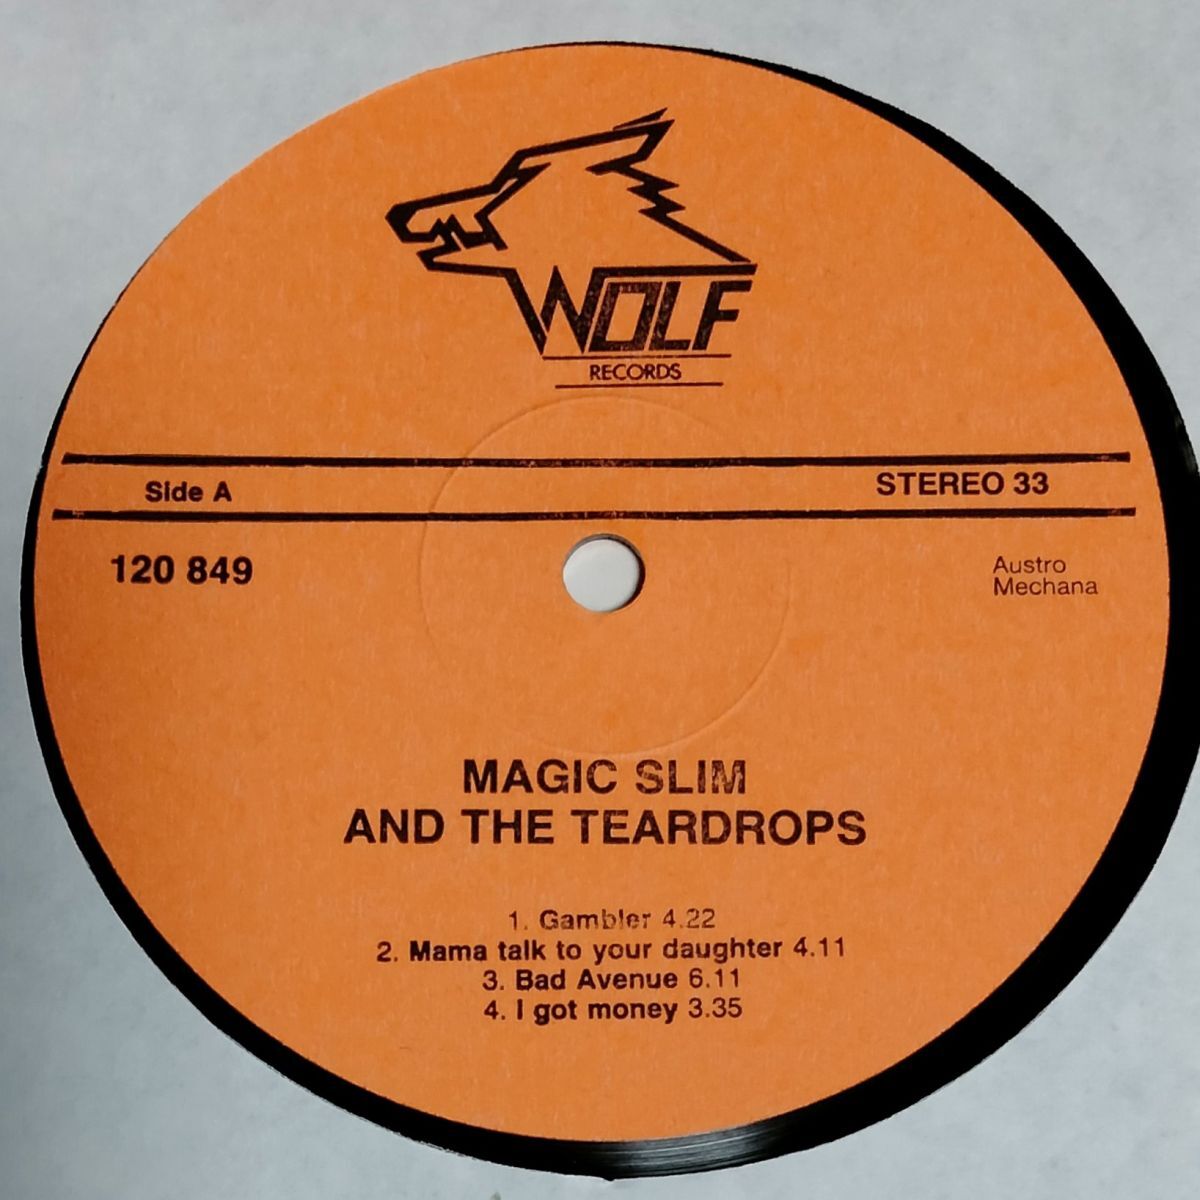 WOLF
RECORDS
Side A
STEREO 33
120 849
Austro
Mechana
MAGIC SLIM
AND THE TEARDROPS
1. Gambler 4.22
2. Mama talk to your daughter 4.11
3. Bad Avenue 6.11
4. I got money 3.35